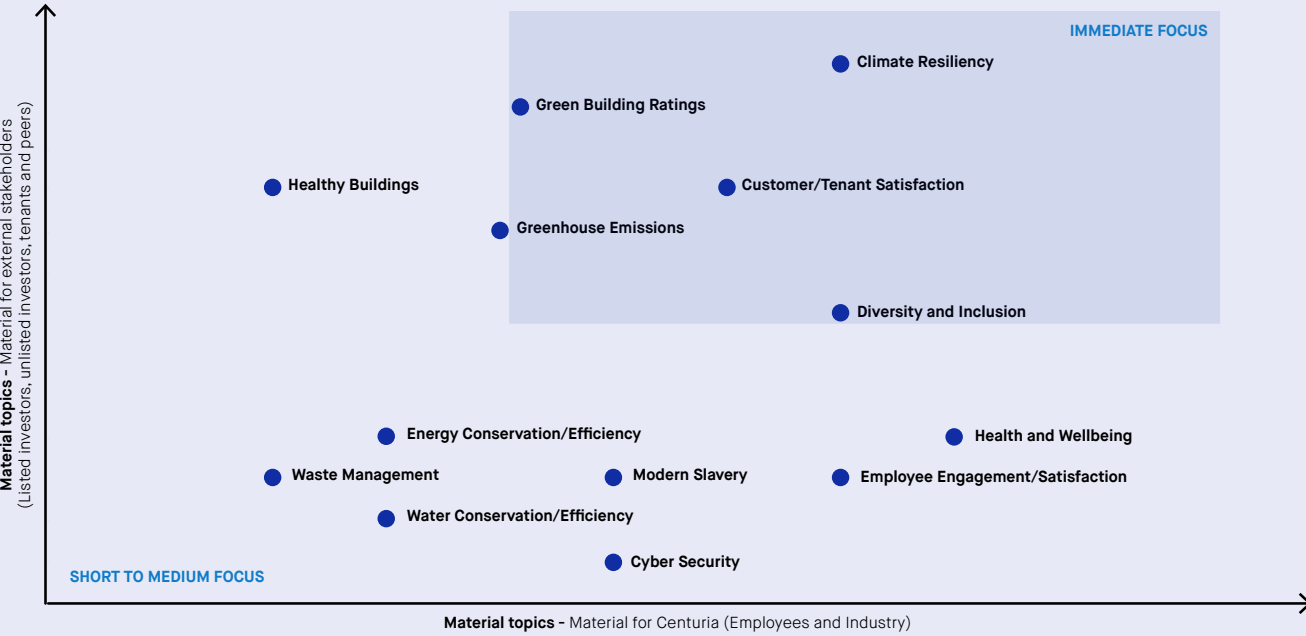 IMMEDIATE FOCUS
Climate Resiliency
Green Building Ratings
Healthy Buildings
Customer/Tenant Satisfaction
Greenhouse Emissions
Diversity and Inclusion
Energy Conservation/Efficiency
Health and Wellbeing
Waste Management
Modern Slavery
Employee Engagement/Satisfaction
Water Conservation/Efficiency
Cyber Security
SHORT TO MEDIUM FOCUS
Material topics - Material for external stakeholders
(Listed investors, unlisted investors, tenants and peers)
Material topics - Material for Centuria (Employees and Industry)